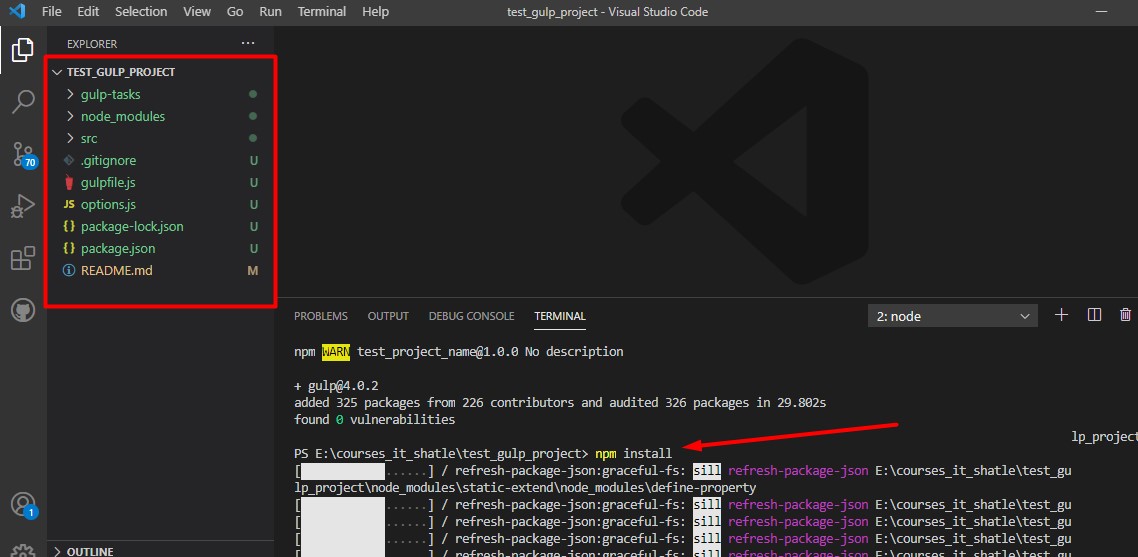 File Edit Selection View Go Run Terminal Help
test_gulp_project - Visual Studio Code
EXPLORER
TEST_GULP_PROJECT
gulp-tasks
node_modules
src
.gitignore U
gulpfile.js U
JS options.js U
{} package-lock.json U
{} package.json U
README.md M
70
1
OUTLINE
PROBLEMS OUTPUT DEBUG CONSOLE TERMINAL
2: node
npm WARN test_project_name@1.0.0 No description
+ gulp@4.0.2
added 325 packages from 226 contributors and audited 326 packages in 29.802s
found 0 vulnerabilities
lp_project
PS E:\courses_it_shatle\test_gulp_project> npm install
[ ......] / refresh-package-json:graceful-fs: sill refresh-package-json E:\courses_it_shatle\test_gu
lp_project\node_modules\static-extend\node_modules\define-property
[ ......] / refresh-package-json:graceful-fs: sill refresh-package-json E:\courses_it_shatle\test_gu
[ ......] / refresh-package-json:graceful-fs: sill refresh-package-json E:\courses_it_shatle\test_gu
[ ......] / refresh-package-json:graceful-fs: sill refresh-package-json E:\courses_it_shatle\test_gu